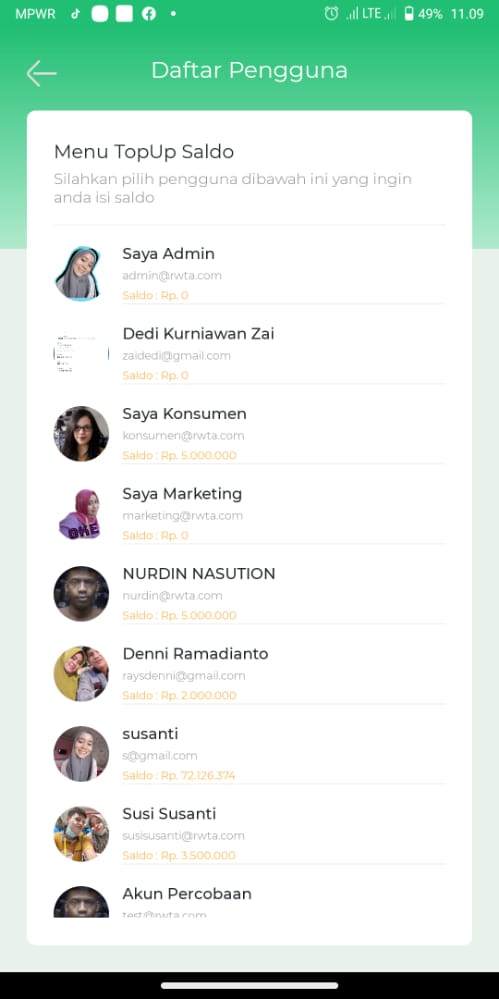 MPWR
LTE
49%
11.09
Daftar Pengguna
Menu TopUp Saldo
Silahkan pilih pengguna dibawah ini yang ingin
anda isi saldo
Saya Admin
admin@rwta.com
Saldo : Rp. 0
Dedi Kurniawan Zai
zaidedi@gmail.com
Saldo : Rp. 0
Saya Konsumen
konsumen@rwta.com
Saldo : Rp. 5.000.000
Saya Marketing
marketing@rwta.com
Saldo : Rp. 0
NURDIN NASUTION
nurdin@rwta.com
Saldo : Rp. 5.000.000
Denni Ramadianto
raysdenni@gmail.com
Saldo : Rp. 2.000.000
susanti
s@gmail.com
Saldo : Rp. 72.126.374
Susi Susanti
susisusanti@rwta.com
Saldo : Rp. 3.500.000
Akun Percobaan
test@rwta.com